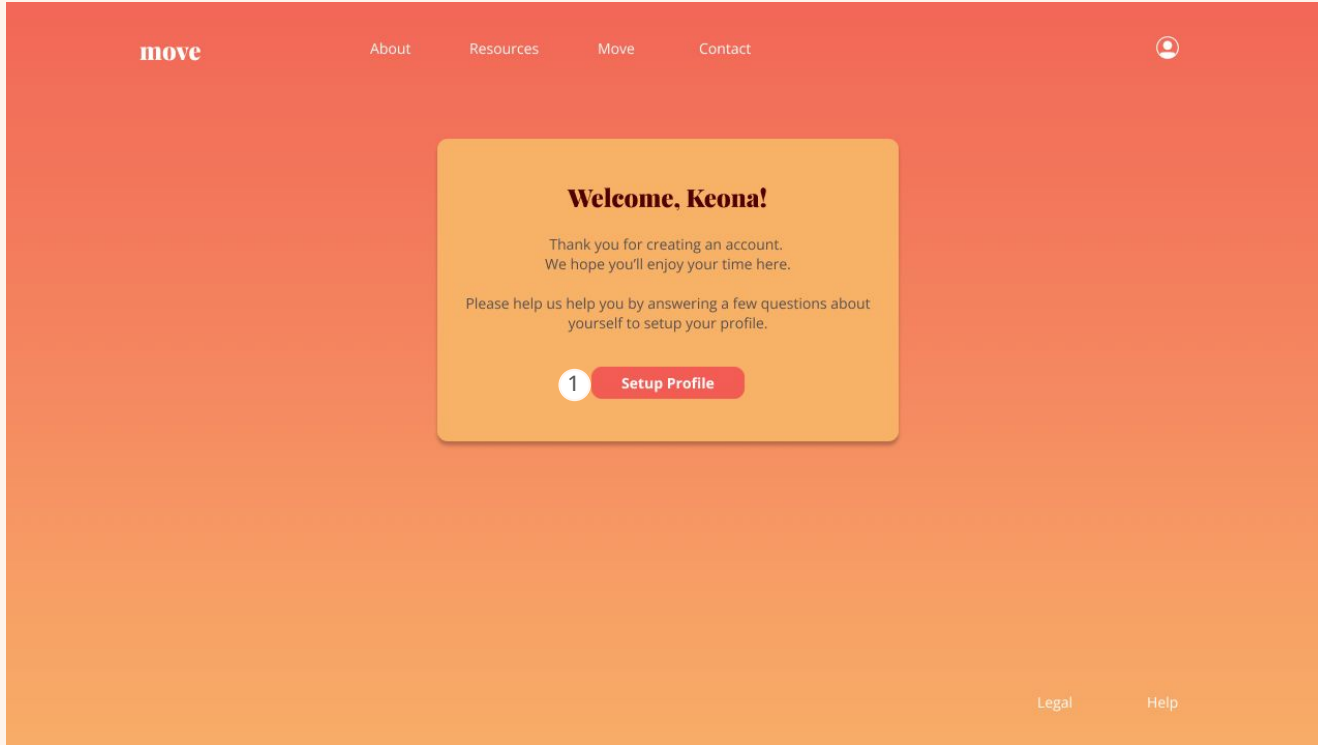 move
About Resources Move Contact
Welcome, Keona!
Thank you for creating an account.
We hope you'll enjoy your time here.
Please help us help you by answering a few questions about
yourself to setup your profile.
1 Setup Profile
Legal Help